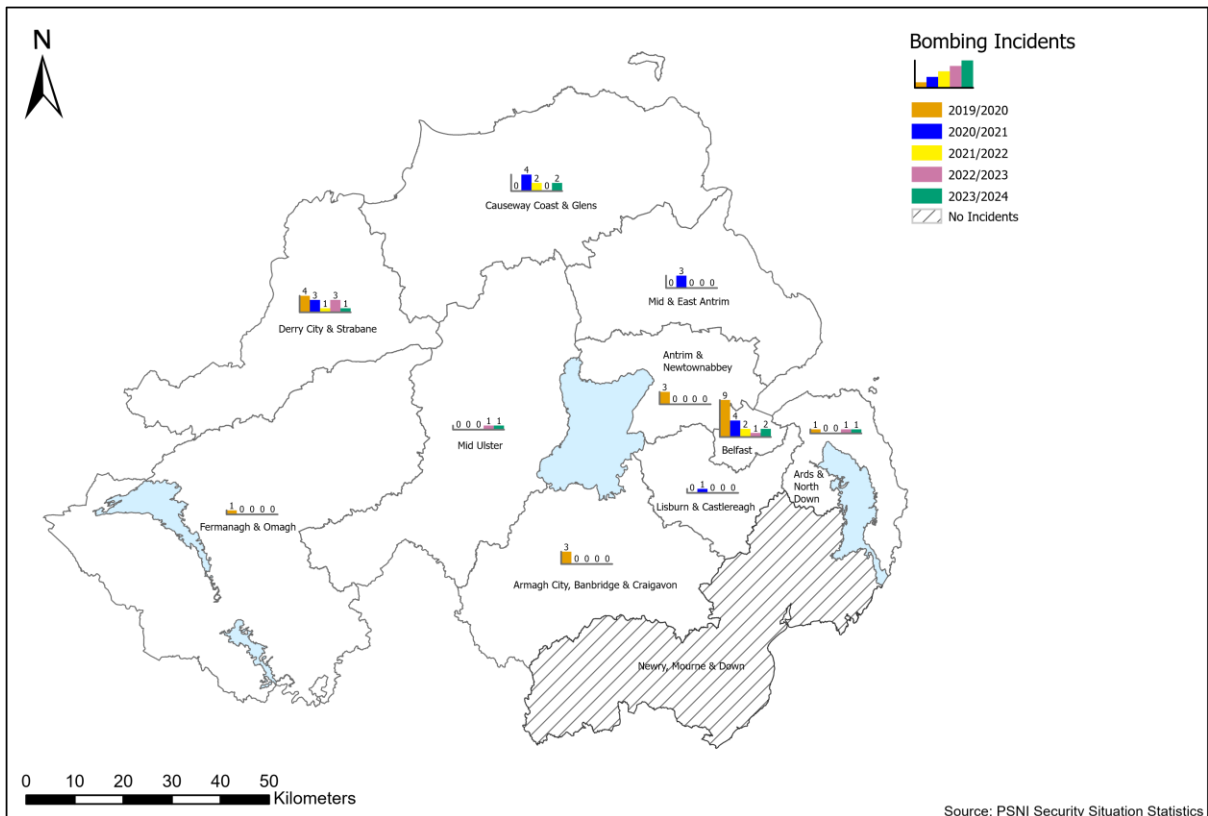 N
Bombing Incidents
2019/2020
2020/2021
2021/2022
2022/2023
2023/2024
No Incidents
0 4 2 0 2
Causeway Coast & Glens
0 3 0 0 0
Mid & East Antrim
4 3 1 3 1
Derry City & Strabane
Antrim &
Newtownabbey
3 0 0 0 0
9 4 2 1 2
Belfast
0 0 0 1 1
Mid Ulster
1 0 0 1 1
Ards &
North
Down
0 1 0 0 0
Lisburn & Castlereagh
1 0 0 0 0
Fermanagh & Omagh
3 0 0 0 0
Armagh City, Banbridge & Craigavon
Newry, Mourne & Down
0 10 20 30 40 50
Kilometers
Source: PSNI Security Situation Statistics